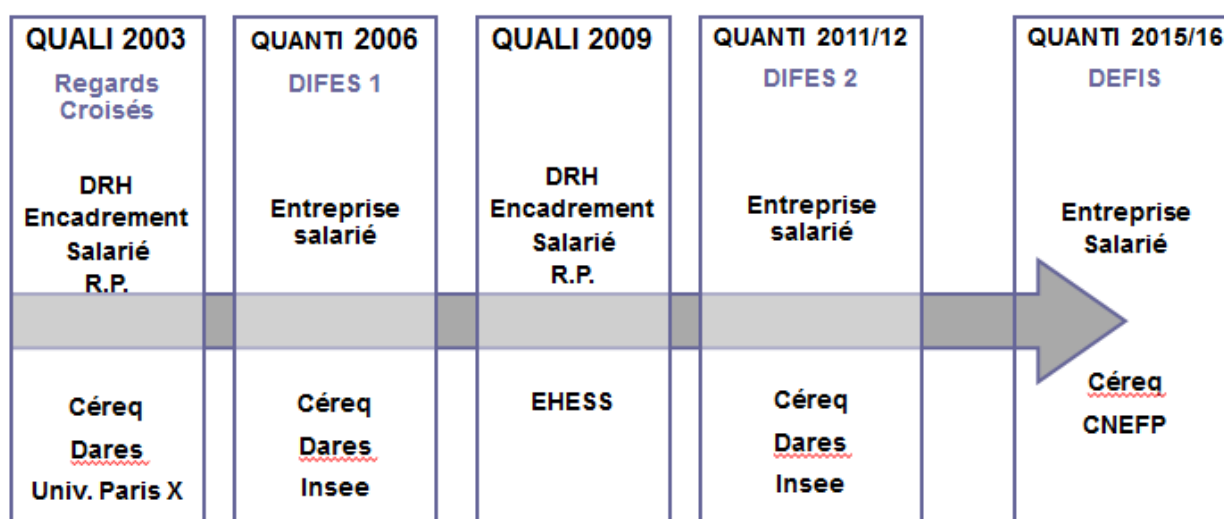 QUALI 2003
Regards
Croisés
DRH
Encadrement
Salarié
R.P.
Céreq
Dares
Univ. Paris X
QUANTI 2006
DIFES 1
Entreprise
salarié
Céreq
Dares
Insee
QUALI 2009
DRH
Encadrement
Salarié
R.P.
EHESS
QUANTI 2011/12
DIFES 2
Entreprise
salarié
Céreq
Dares
Insee
QUANTI 2015/16
DEFIS
Entreprise
Salarié
Céreq
CNEFP